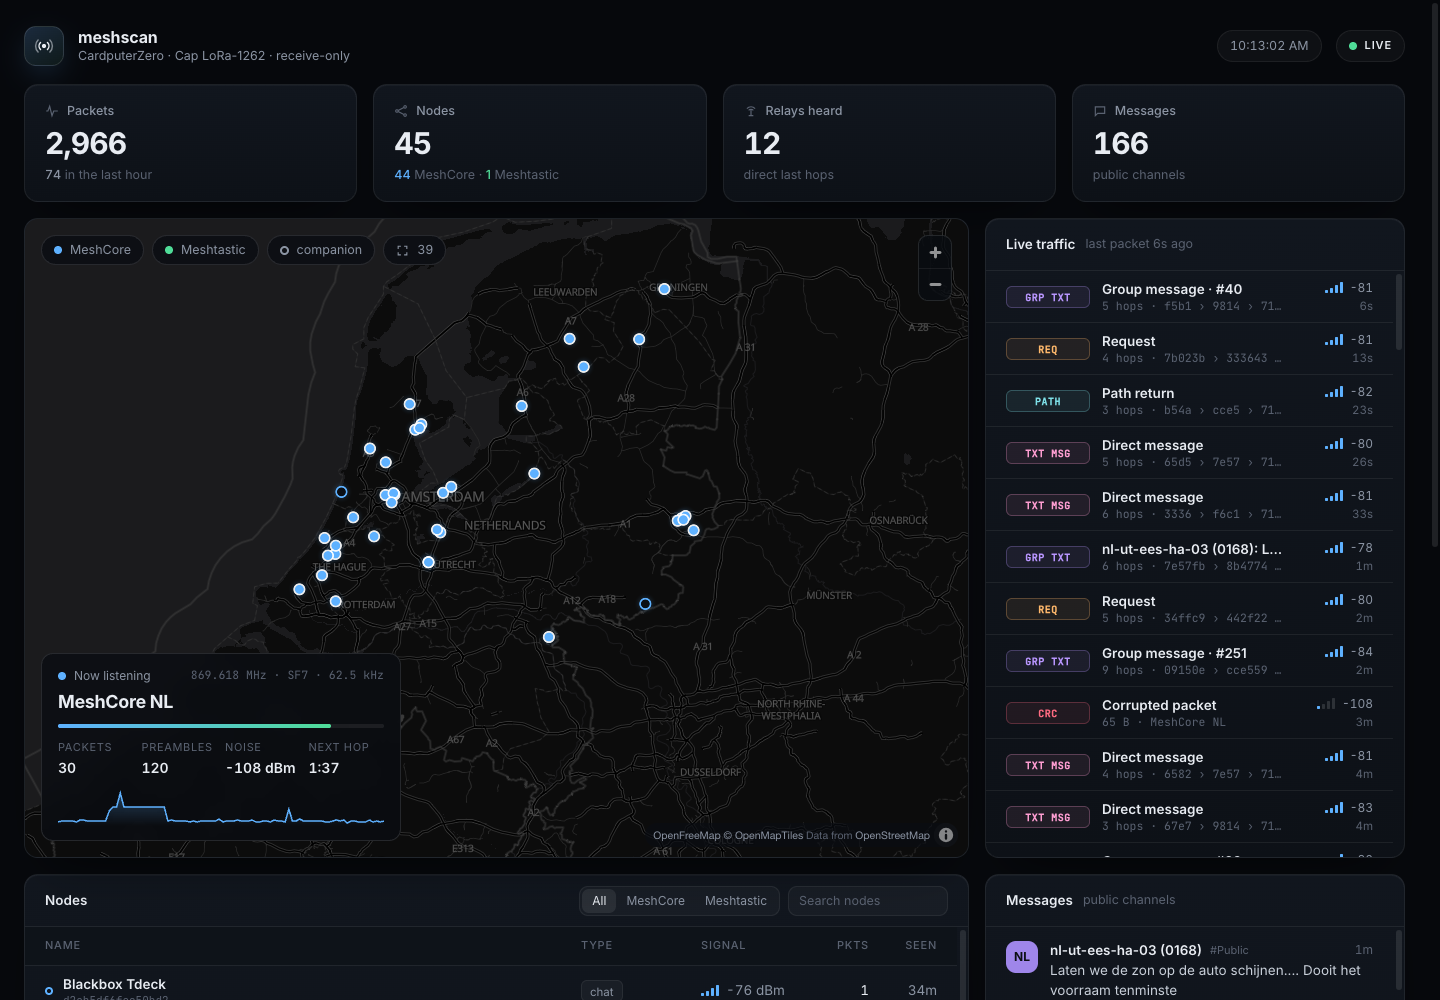 meshscan
CardputerZero · Cap LoRa-1262 · receive-only
10:13:02 AM
LIVE
Packets
2,966
74 in the last hour
Nodes
45
44 MeshCore · 1 Meshtastic
Relays heard
12
direct last hops
Messages
166
public channels
MeshCore
Meshtastic
companion
39
+
−
LEEUWARDEN
A7
A 28
A 31
A6
A28
AMSTERDAM
NETHERLANDS
A1
OSNABRÜCK
A4
THE HAGUE
UTRECHT
A12
A18
MÜNSTER
A27
A15
A 31
A 2
NORTH RHINE-
WESTPHALIA
A 44
A67
A2
DUSSELDORF
A2
E313
A 61
Now listening
869.618 MHz · SF7 · 62.5 kHz
MeshCore NL
PACKETS
PREAMBLES
NOISE
NEXT HOP
30
120
-108 dBm
1:37
OpenFreeMap © OpenMapTiles Data from OpenStreetMap
Live traffic
last packet 6s ago
GRP TXT
Group message · #40
-81
5 hops · f5b1 › 9814 › 71…
6s
REQ
Request
-81
4 hops · 7b023b › 333643 …
13s
PATH
Path return
-82
3 hops · b54a › cce5 › 71…
23s
TXT MSG
Direct message
-80
5 hops · 65d5 › 7e57 › 71…
26s
TXT MSG
Direct message
-81
6 hops · 3336 › f6c1 › 71…
33s
GRP TXT
nl-ut-ees-ha-03 (0168): L…
-78
6 hops · 7e57fb › 8b4774 …
1m
REQ
Request
-80
5 hops · 34ffc9 › 442f22 …
2m
GRP TXT
Group message · #251
-84
9 hops · 09150e › cce559 …
2m
CRC
Corrupted packet
-108
65 B · MeshCore NL
3m
TXT MSG
Direct message
-81
4 hops · 6582 › 7e57 › 71…
4m
TXT MSG
Direct message
-83
3 hops · 67e7 › 9814 › 71…
4m
Nodes
All
MeshCore
Meshtastic
Search nodes
NAME
TYPE
SIGNAL
PKTS
SEEN
Blackbox Tdeck
chat
-76 dBm
1
34m
Messages
public channels
NL
nl-ut-ees-ha-03 (0168)
#Public
1m
Laten we de zon op de auto schijnen.... Dooit het
voorraam tenminste